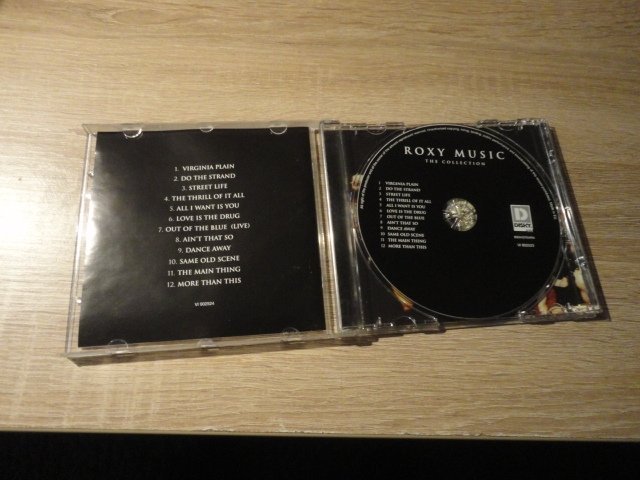 1. VIRGINIA PLAIN
2. DO THE STRAND
3. STREET LIFE
4. THE THRILL OF IT ALL
5. ALL I WANT IS YOU
6. LOVE IS THE DRUG
7. OUT OF THE BLUE (LIVE)
8. AIN'T THAT SO
9. DANCE AWAY
10. SAME OLD SCENE
11. THE MAIN THING
12. MORE THAN THIS
VI 902024
ROXY MUSIC
THE COLLECTION
1 VIRGINIA PLAIN
2 DO THE STRAND
3 STREET LIFE
4 THE THRILL OF IT ALL
5 ALL I WANT IS YOU
6 LOVE IS THE DRUG
7 OUT OF THE BLUE
8 AIN'T THAT SO
9 DANCE AWAY
10 SAME OLD SCENE
11 THE MAIN THING
12 MORE THAN THIS
DISKY